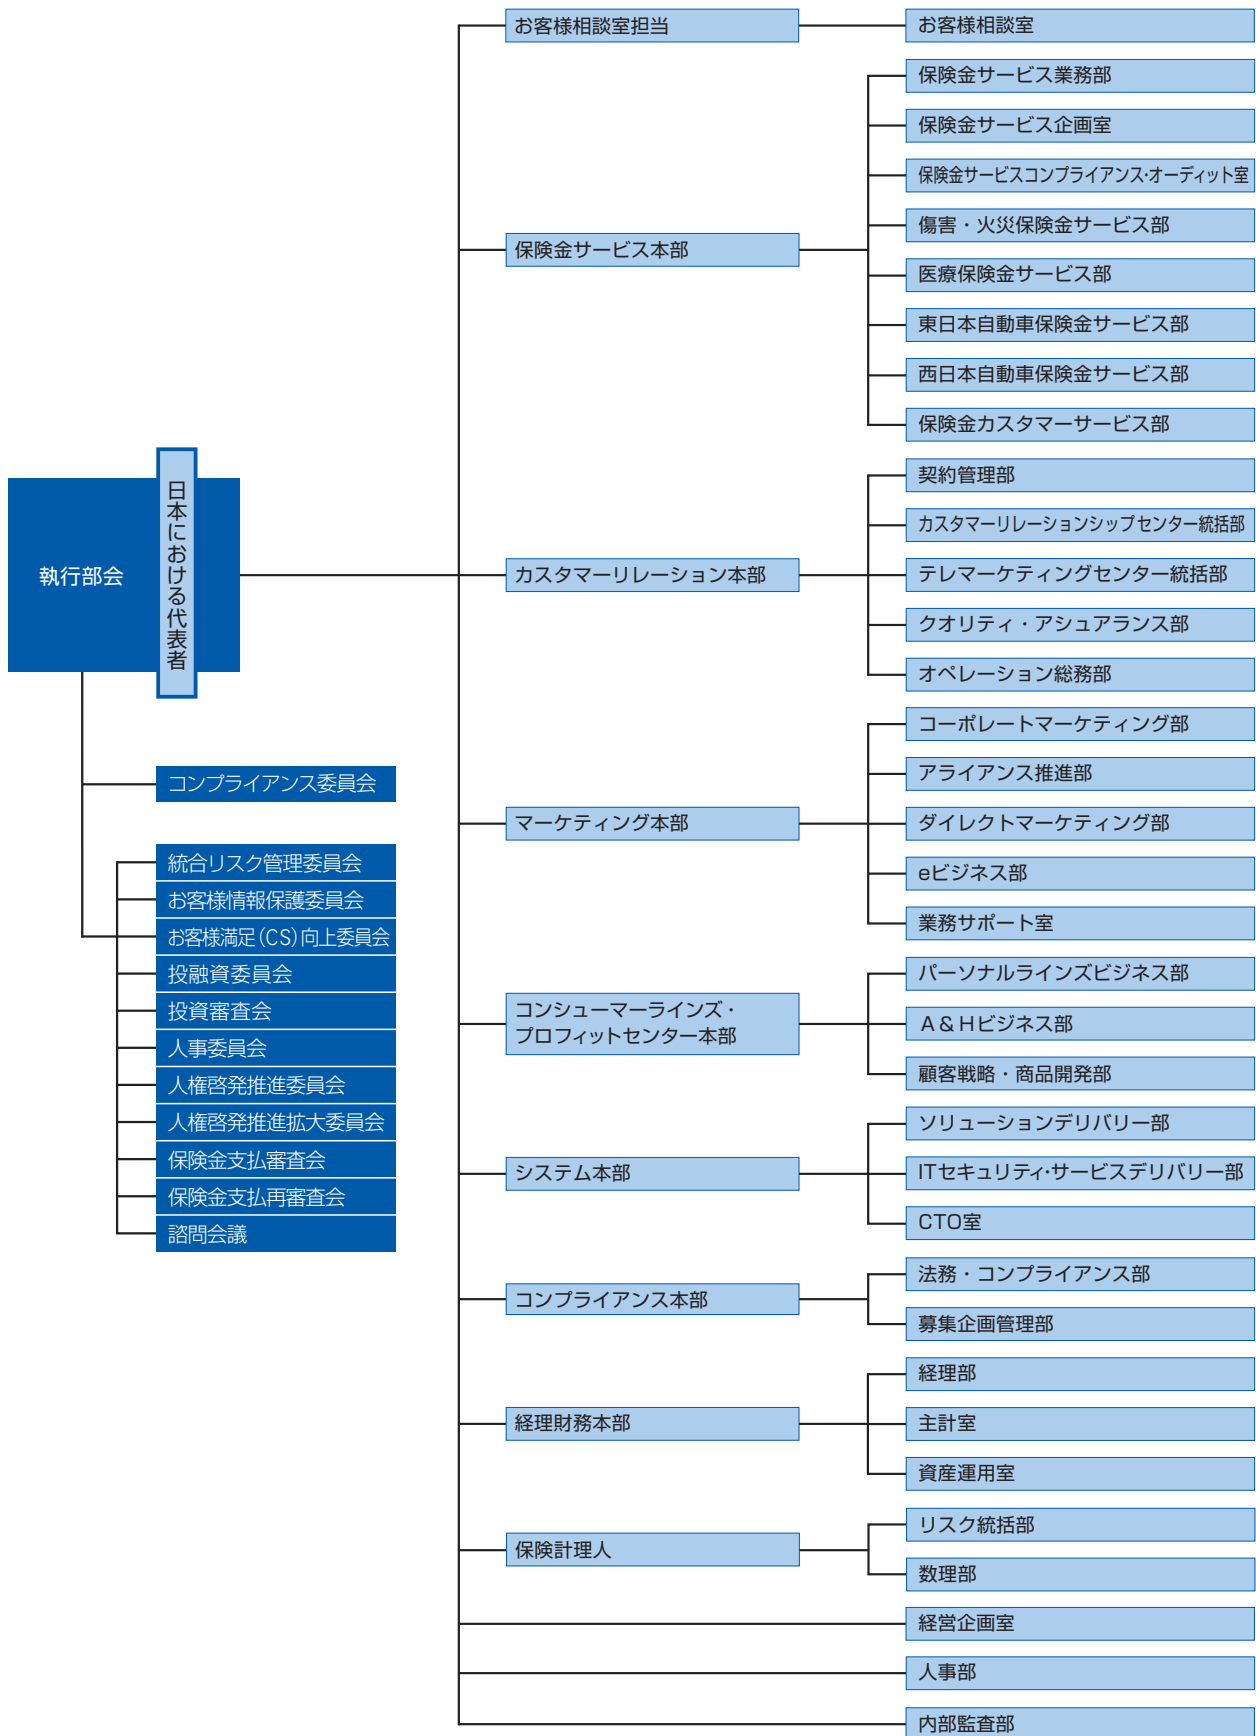 執行部会
日本における代表者
コンプライアンス委員会
統合リスク管理委員会
お客様情報保護委員会
お客様満足(CS)向上委員会
投融資委員会
投資審査会
人事委員会
人権啓発推進委員会
人権啓発推進拡大委員会
保険金支払審査会
保険金支払再審査会
諮問会議
お客様相談室担当
お客様相談室
保険金サービス本部
保険金サービス業務部
保険金サービス企画室
保険金サービスコンプライアンス・オーディット室
傷害・火災保険金サービス部
医療保険金サービス部
東日本自動車保険金サービス部
西日本自動車保険金サービス部
保険金カスタマーサービス部
カスタマーリレーション本部
契約管理部
カスタマーリレーションシップセンター統括部
テレマーケティングセンター統括部
クオリティ・アシュアランス部
オペレーション総務部
マーケティング本部
コーポレートマーケティング部
アライアンス推進部
ダイレクトマーケティング部
eビジネス部
業務サポート室
コンシューマーラインズ・
プロフィットセンター本部
パーソナルラインズビジネス部
A&Hビジネス部
顧客戦略・商品開発部
システム本部
ソリューションデリバリー部
ITセキュリティ・サービスデリバリー部
CTO室
コンプライアンス本部
法務・コンプライアンス部
募集企画管理部
経理財務本部
経理部
主計室
資産運用室
保険計理人
リスク統括部
数理部
経営企画室
人事部
内部監査部